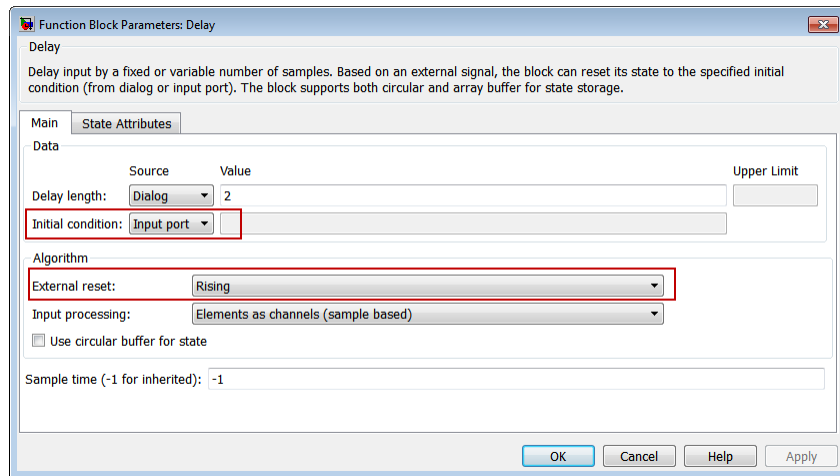 Function Block Parameters: Delay
Delay
Delay input by a fixed or variable number of samples. Based on an external signal, the block can reset its state to the specified initial
condition (from dialog or input port). The block supports both circular and array buffer for state storage.
Main State Attributes
Data
Source Value Upper Limit
Delay length: Dialog 2
Initial condition: Input port
Algorithm
External reset: Rising
Input processing: Elements as channels (sample based)
Use circular buffer for state
Sample time (-1 for inherited): -1
OK Cancel Help Apply